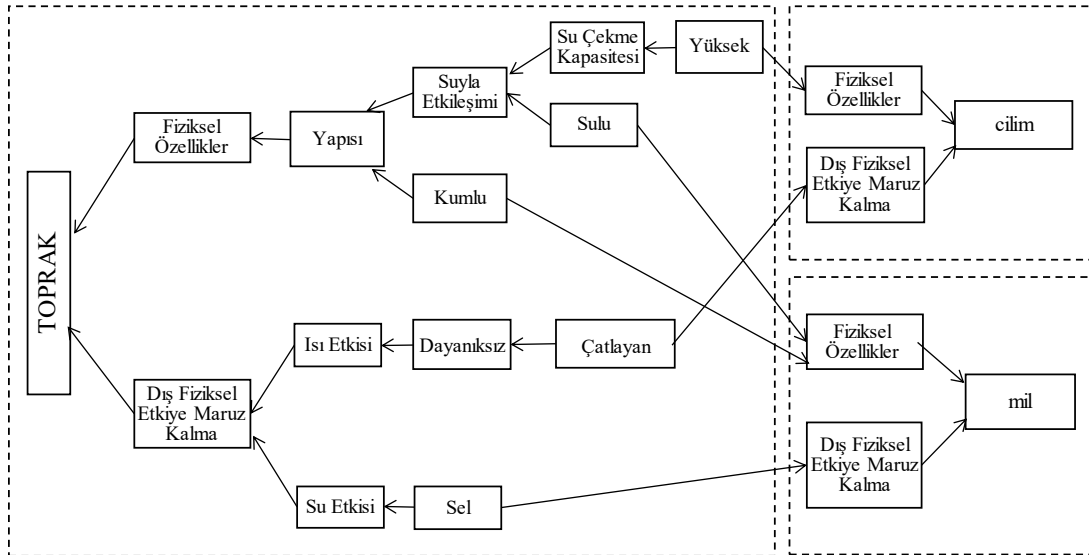 Su Çekme
Kapasitesi
Yüksek
Suyla
Etkileşimi
Fiziksel
Özellikler
cilim
Fiziksel
Özellikler
Yapısı
Sulu
Dış Fiziksel
Etkiye Maruz
Kalma
Kumlu
TOPRAK
Isı Etkisi
Dayanıksız
Çatlayan
Fiziksel
Özellikler
Dış Fiziksel
Etkiye Maruz
Kalma
mil
Dış Fiziksel
Etkiye Maruz
Kalma
Su Etkisi
Sel